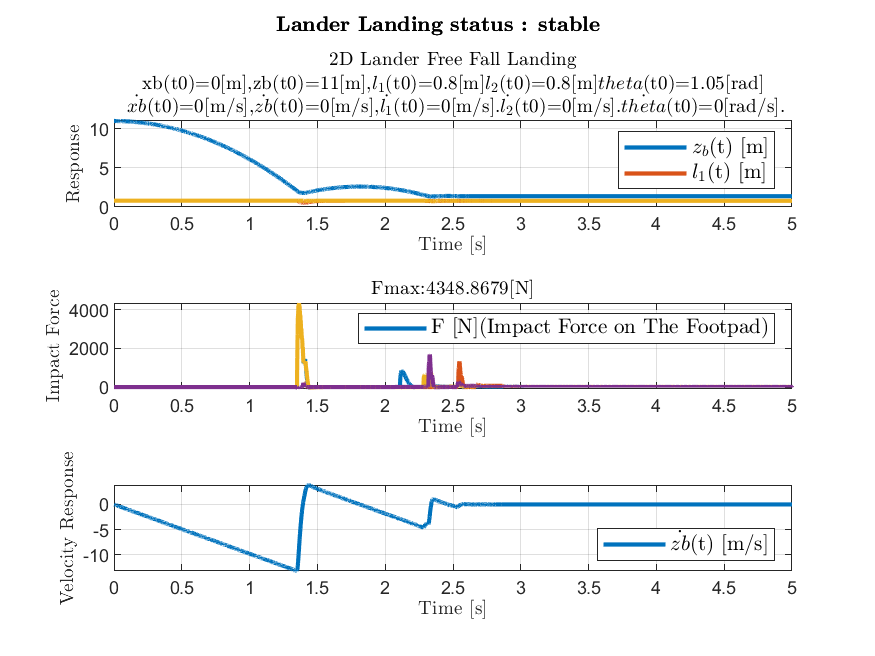 Lander Landing status : stable
2D Lander Free Fall Landing
xb(t0)=0[m],zb(t0)=11[m],l₁(t0)=0.8[m]l₂(t0)=0.8[m]theta(t0)=1.05[rad]
ẋb(t0)=0[m/s],żb(t0)=0[m/s],l̇₁(t0)=0[m/s].l̇₂(t0)=0[m/s].thėta(t0)=0[rad/s].
Response
10
5
0
z_b(t) [m]
l₁(t) [m]
0 0.5 1 1.5 2 2.5 3 3.5 4 4.5 5
Time [s]
Fmax:4348.8679[N]
Impact Force
4000
2000
0
F [N](Impact Force on The Footpad)
0 0.5 1 1.5 2 2.5 3 3.5 4 4.5 5
Time [s]
Velocity Response
0
-5
-10
żb(t) [m/s]
0 0.5 1 1.5 2 2.5 3 3.5 4 4.5 5
Time [s]